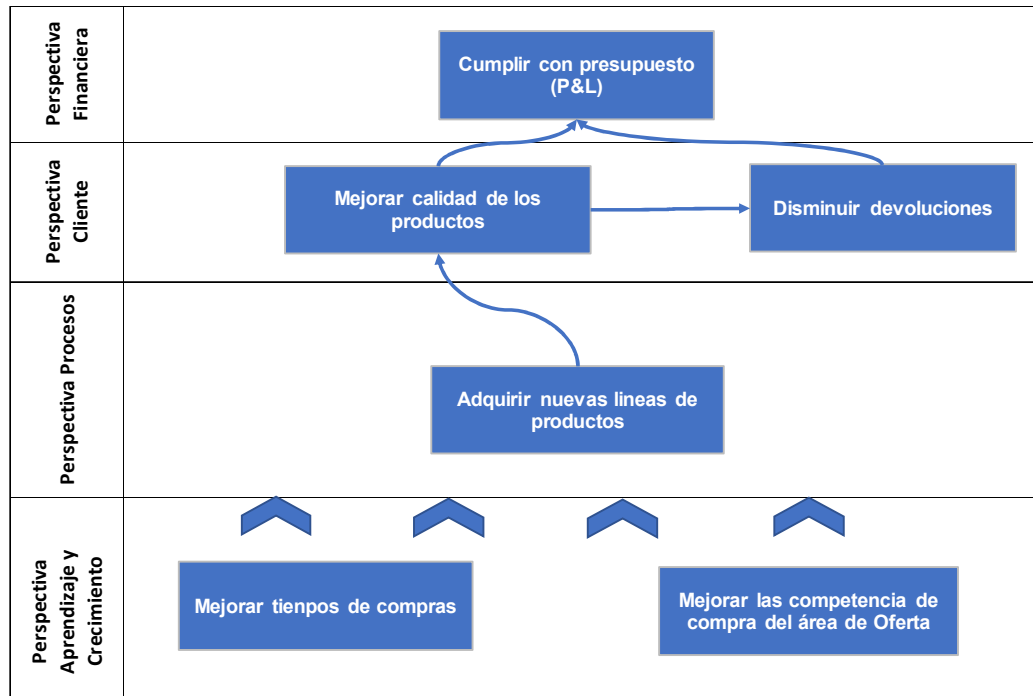 Perspectiva
Financiera
Cumplir con presupuesto
(P&L)
Perspectiva
Cliente
Mejorar calidad de los
productos
Disminuir devoluciones
Perspectiva Procesos
Adquirir nuevas lineas de
productos
Perspectiva
Aprendizaje y
Crecimiento
Mejorar tienpos de compras
Mejorar las competencia de
compra del área de Oferta